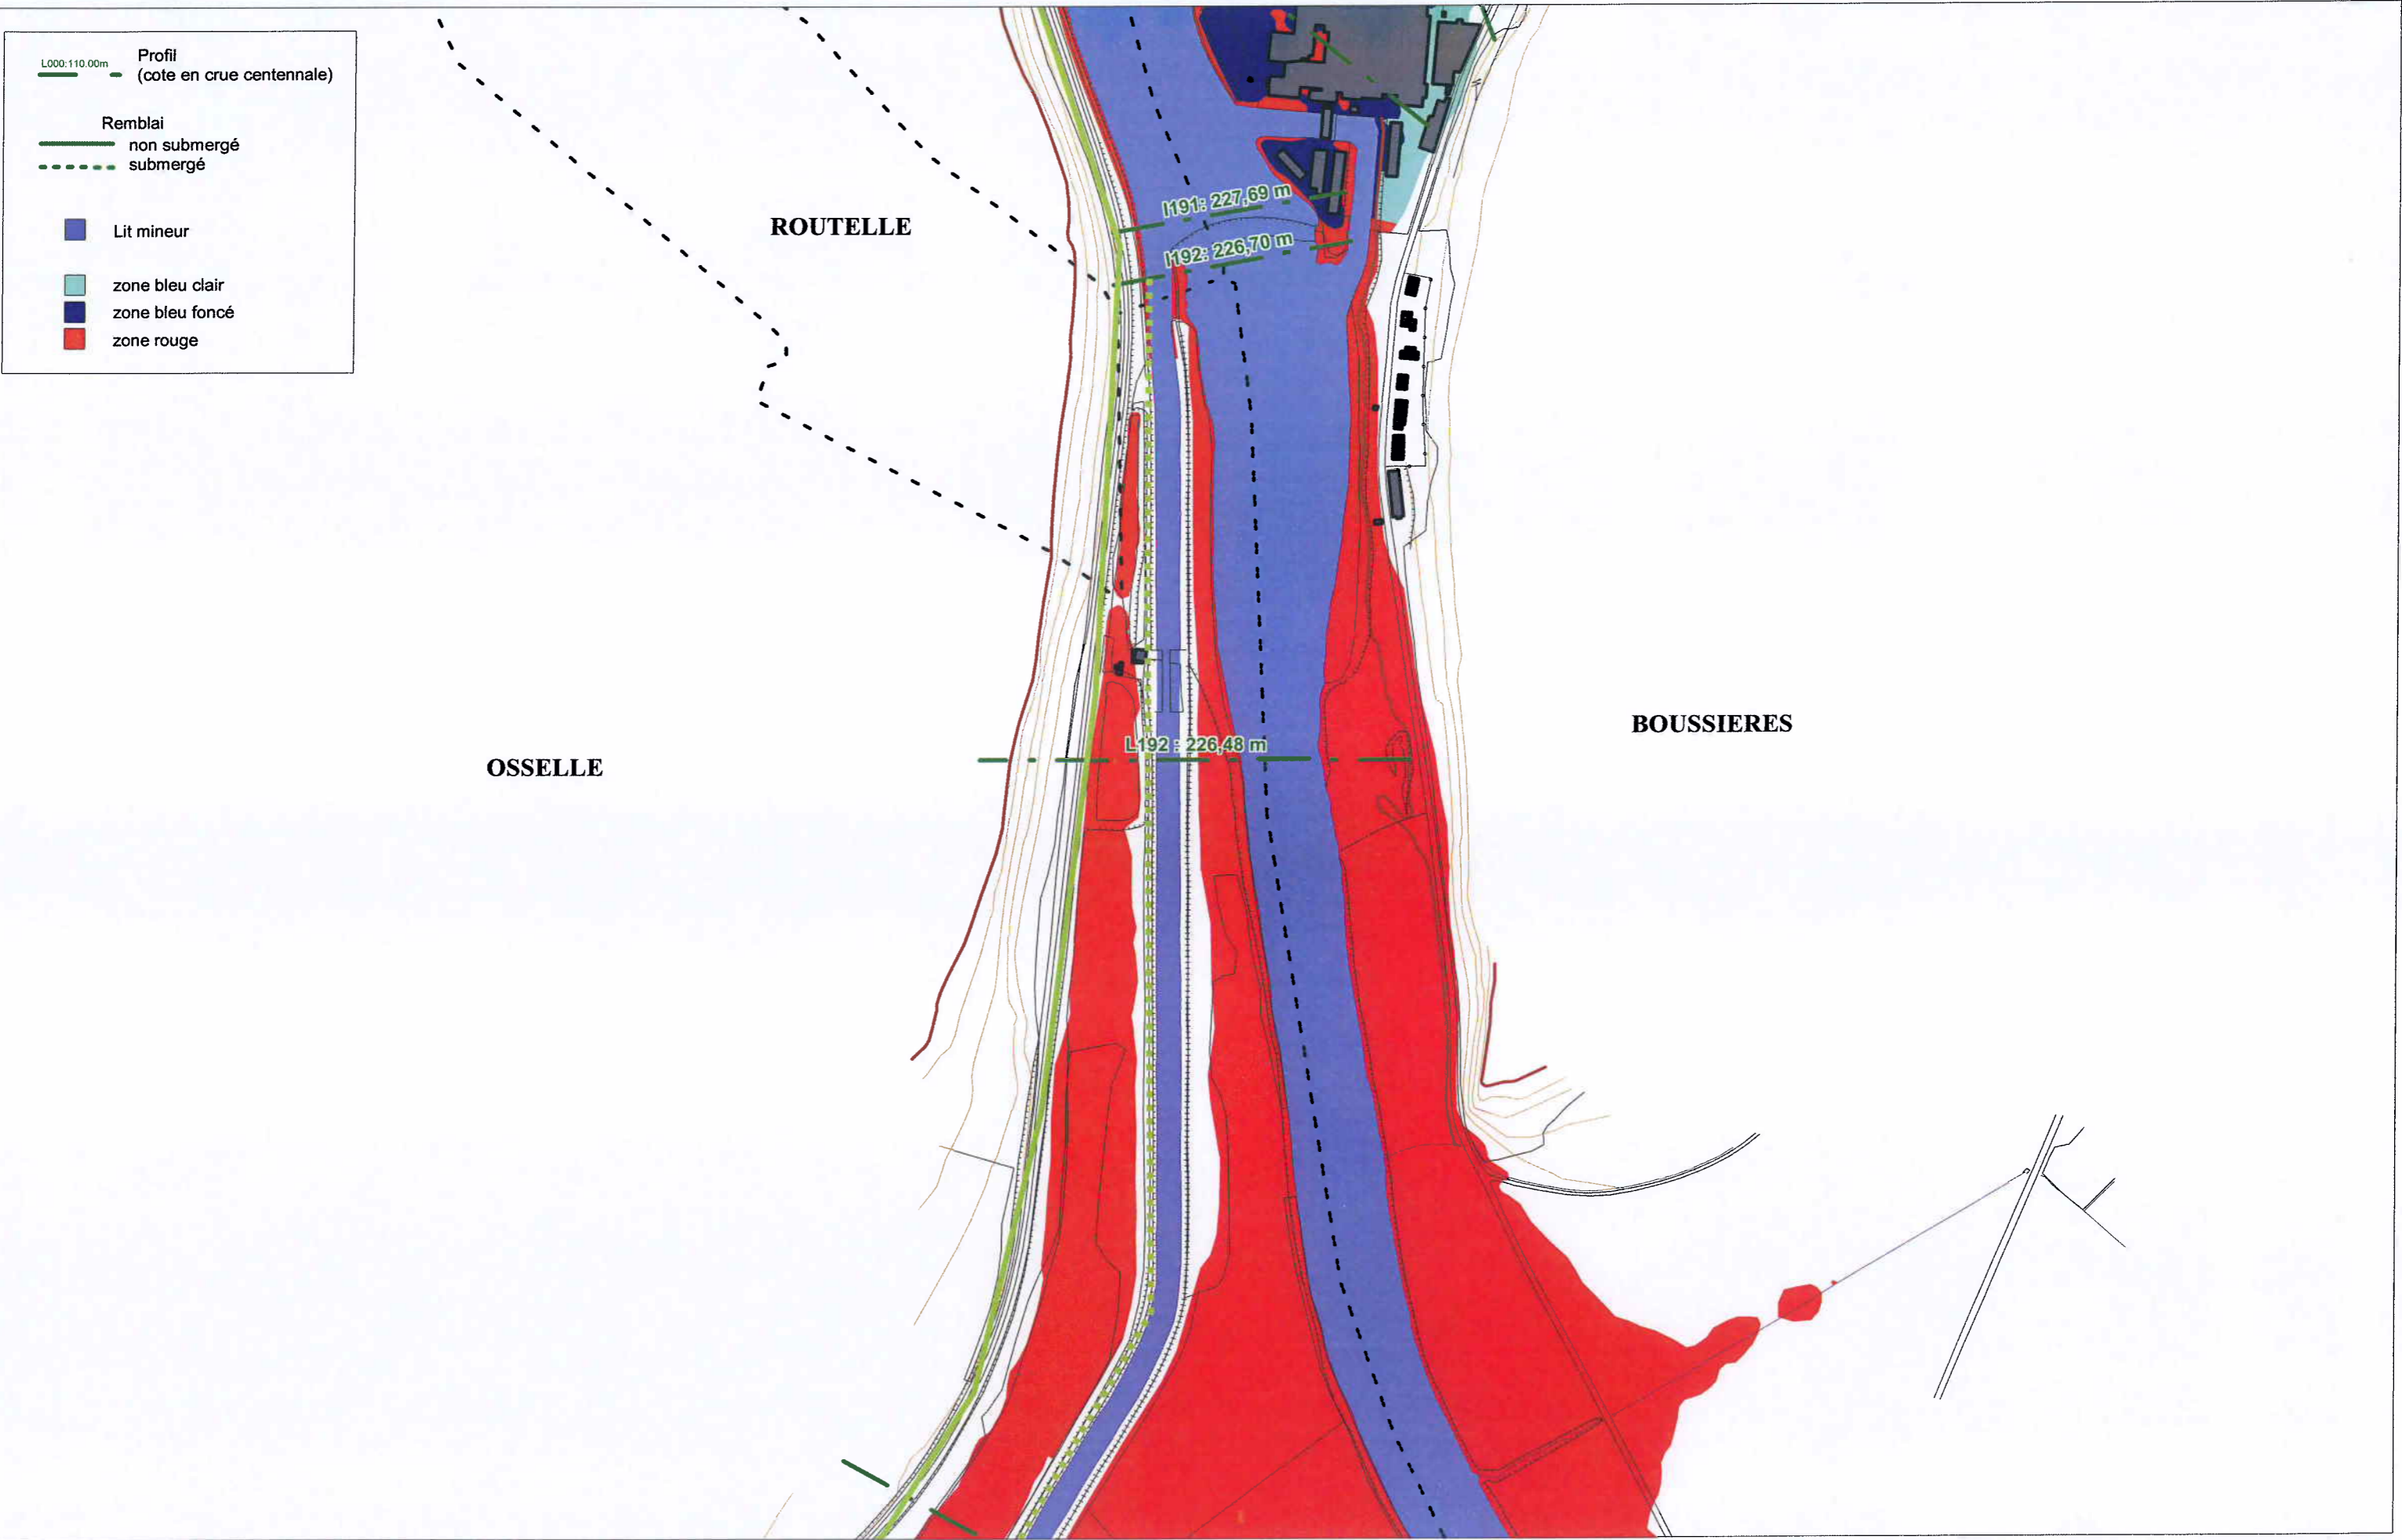 L000:110.00m
Profil
(cote en crue centennale)
Remblai
non submergé
submergé
Lit mineur
zone bleu clair
zone bleu foncé
zone rouge
ROUTELLE
I191: 227,69 m
I192: 226,70 m
BOUSSIERES
L192 : 226,48 m
OSSELLE